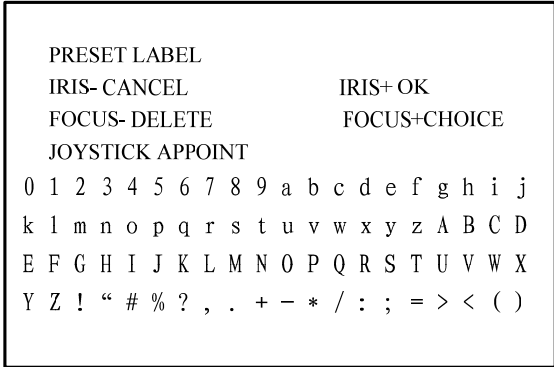 PRESET LABEL
IRIS- CANCEL IRIS+ OK
FOCUS- DELETE FOCUS+CHOICE
JOYSTICK APPOINT
0 1 2 3 4 5 6 7 8 9 a b c d e f g h i j
k l m n o p q r s t u v w x y z A B C D
E F G H I J K L M N O P Q R S T U V W X
Y Z ! “ # % ? , . + - * / : ; = > < ( )